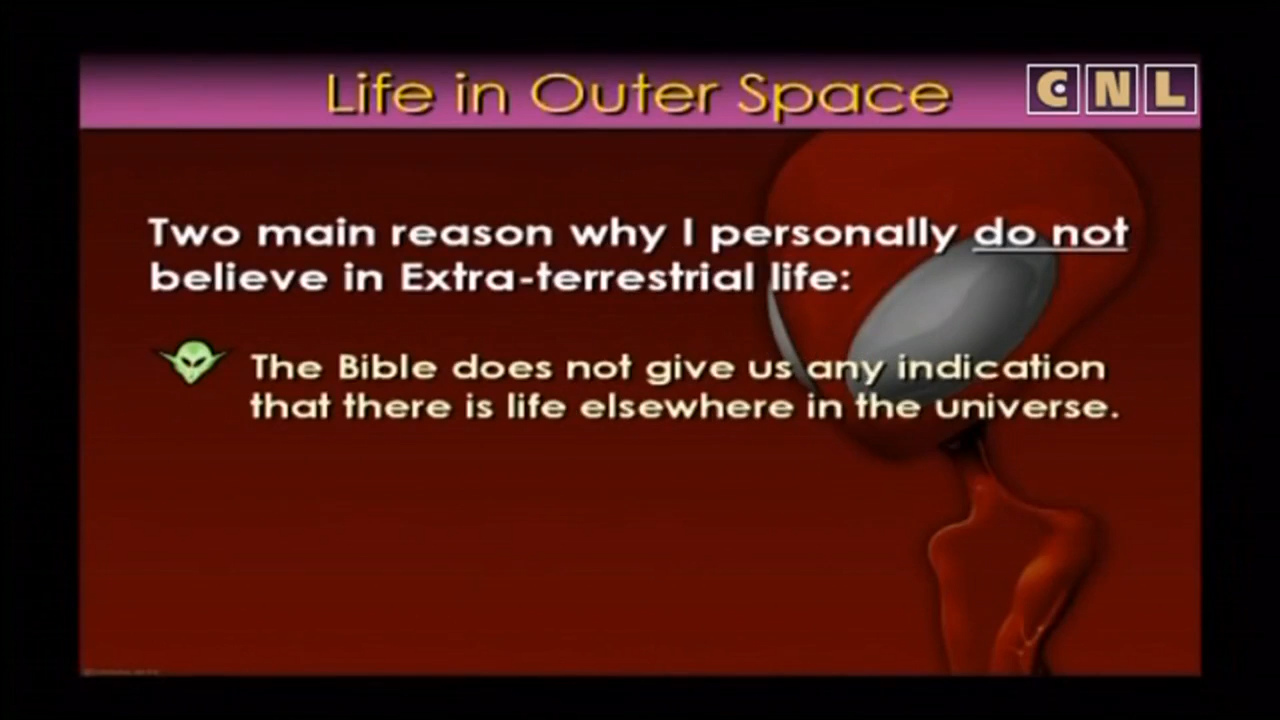 Life in Outer Space
CNL
Two main reason why I personally do not
believe in Extra-terrestrial life:
The Bible does not give us any indication
that there is life elsewhere in the universe.